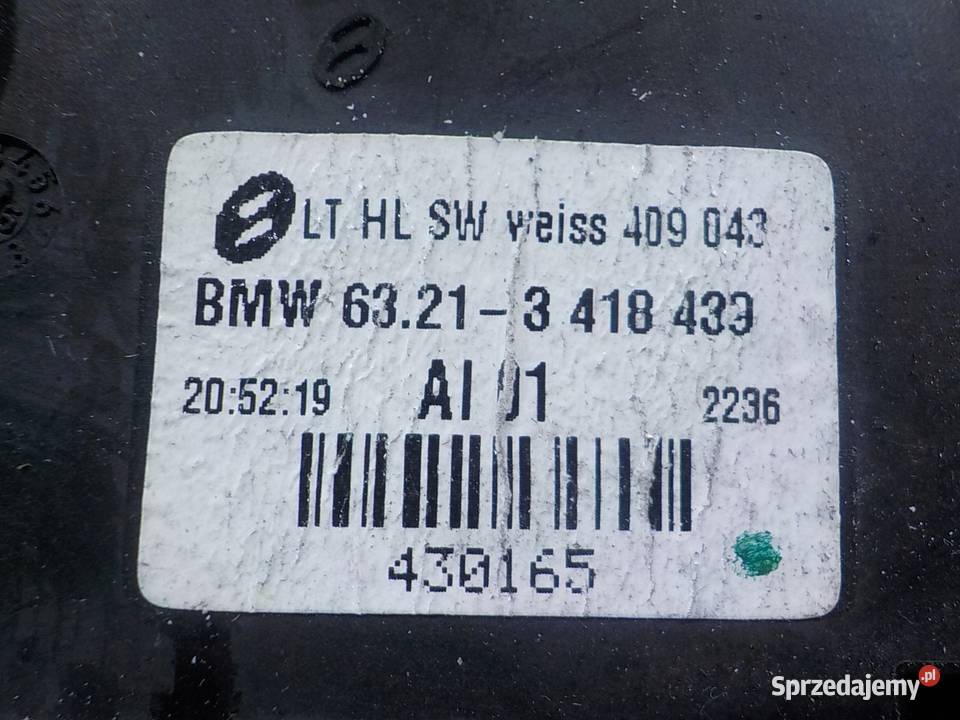 LT HL SW weiss 409 043
BMW 63.21-3 418 433
20:52:19 AI 01 2236
430165
Sprzedajemy.pl